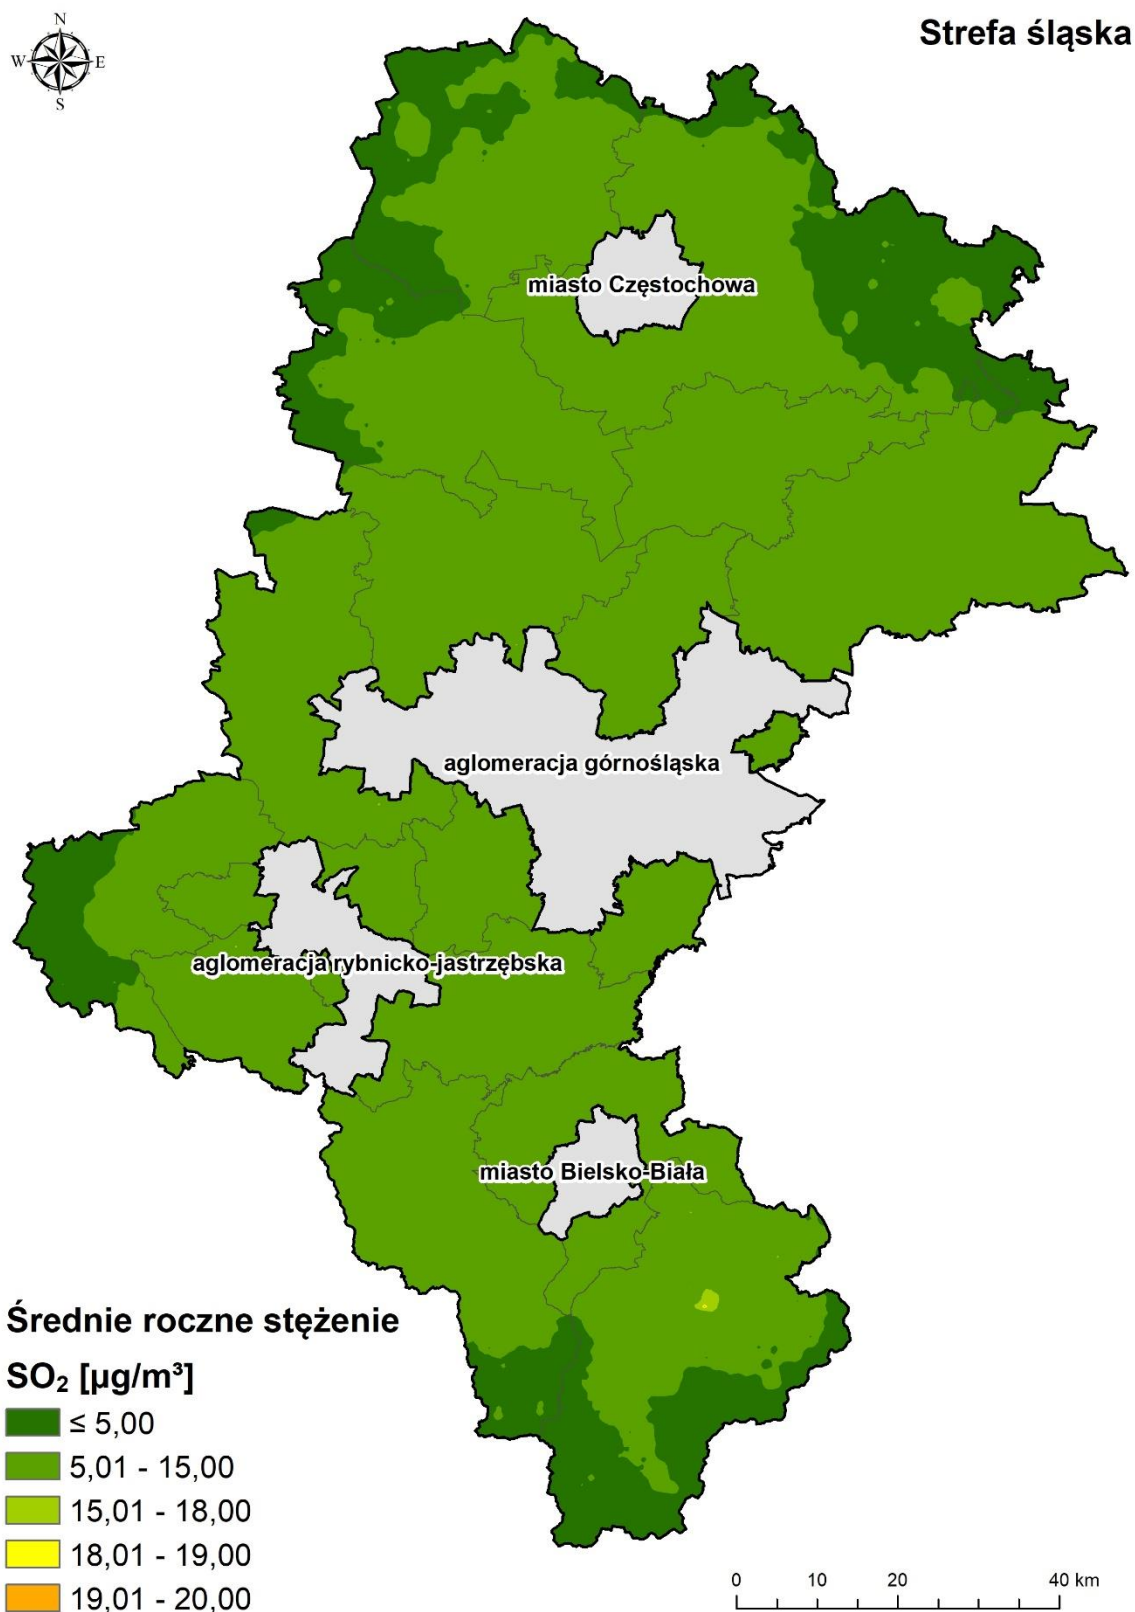 N
W E
S
Strefa śląska
miasto Częstochowa
aglomeracja górnośląska
aglomeracja rybnicko-jastrzębska
miasto Bielsko-Biała
Średnie roczne stężenie
SO₂ [µg/m³]
≤ 5,00
5,01 - 15,00
15,01 - 18,00
18,01 - 19,00
19,01 - 20,00
0 10 20 40 km